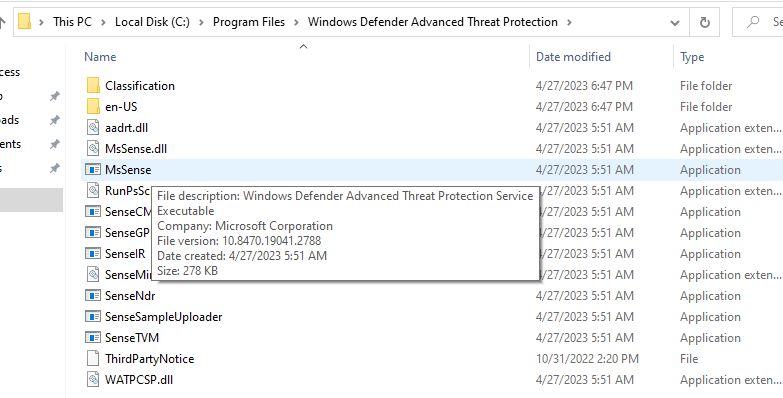 This PC > Local Disk (C:) > Program Files > Windows Defender Advanced Threat Protection >
Name Date modified Type
Classification 4/27/2023 6:47 PM File folder
en-US 4/27/2023 6:47 PM File folder
aadrt.dll 4/27/2023 5:51 AM Application exten...
MsSense.dll 4/27/2023 5:51 AM Application exten...
MsSense 4/27/2023 5:51 AM Application
RunPsSc 4/27/2023 5:51 AM Application exten...
SenseCM 4/27/2023 5:51 AM Application
SenseGP 4/27/2023 5:51 AM Application
SenseIR 4/27/2023 5:51 AM Application
SenseMir 4/27/2023 5:51 AM Application exten...
SenseNdr 4/27/2023 5:51 AM Application
SenseSampleUploader 4/27/2023 5:51 AM Application
SenseTVM 4/27/2023 5:51 AM Application
ThirdPartyNotice 10/31/2022 2:20 PM File
WATPCSP.dll 4/27/2023 5:51 AM Application exten...
File description: Windows Defender Advanced Threat Protection Service
Executable
Company: Microsoft Corporation
File version: 10.8470.19041.2788
Date created: 4/27/2023 5:51 AM
Size: 278 KB